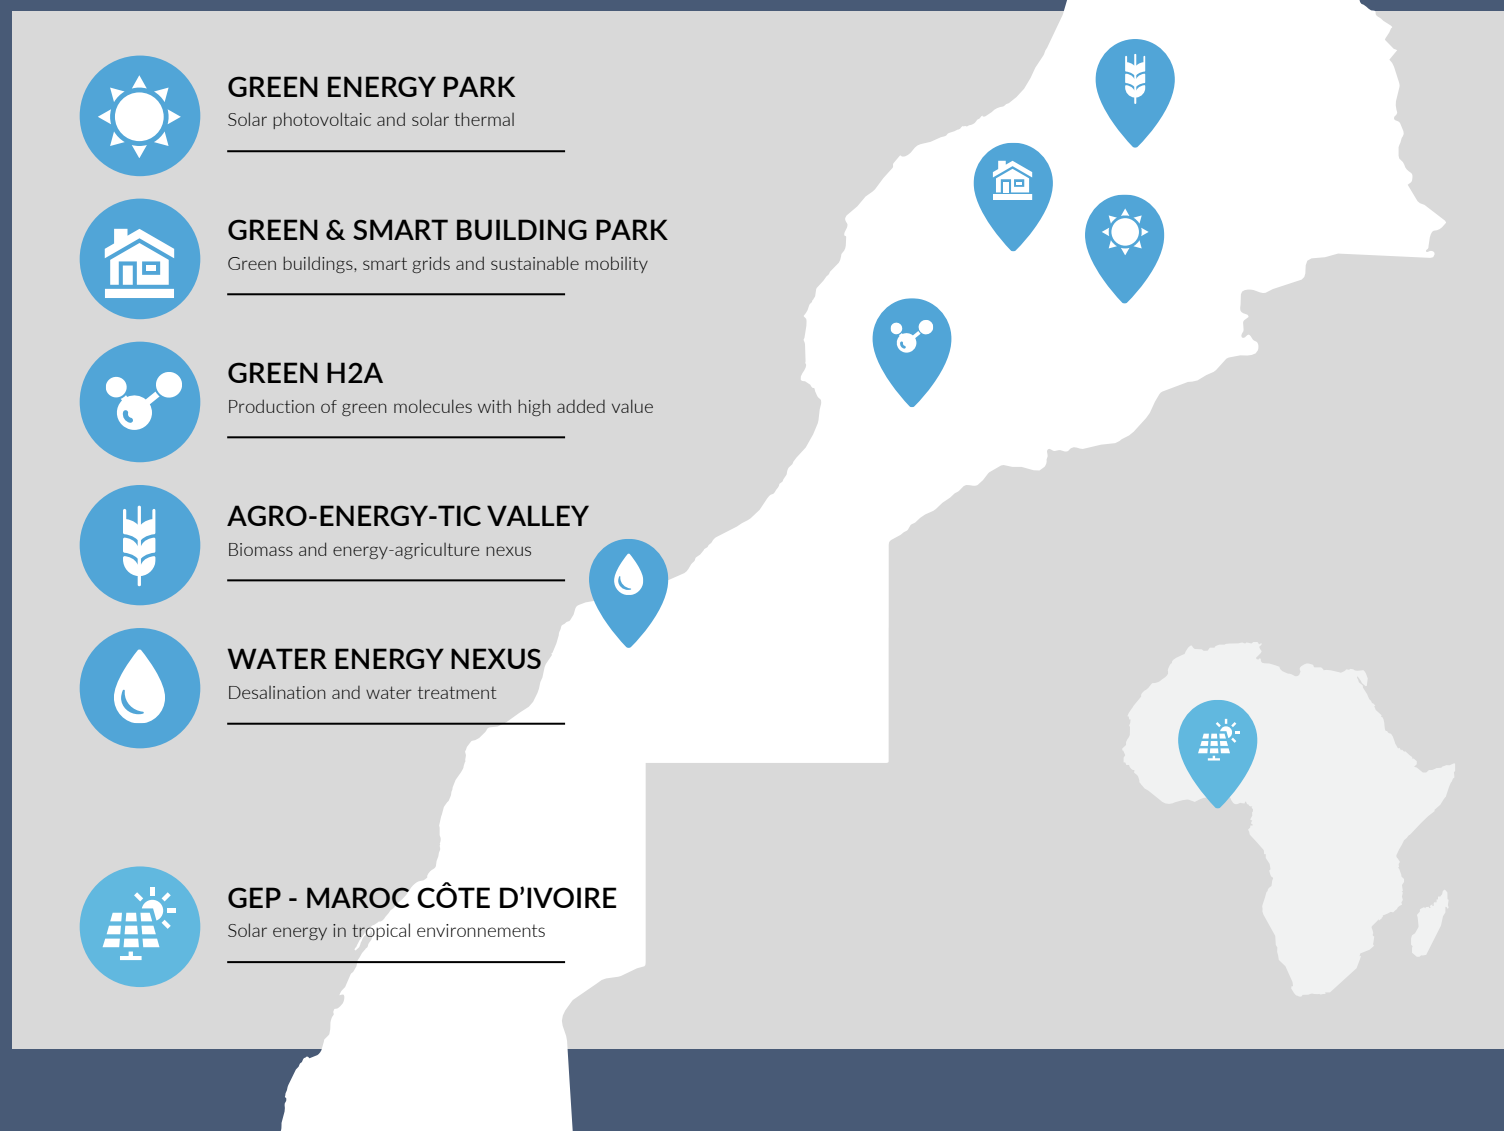 GREEN ENERGY PARK
Solar photovoltaic and solar thermal
GREEN & SMART BUILDING PARK
Green buildings, smart grids and sustainable mobility
GREEN H2A
Production of green molecules with high added value
AGRO-ENERGY-TIC VALLEY
Biomass and energy-agriculture nexus
WATER ENERGY NEXUS
Desalination and water treatment
GEP - MAROC CÔTE D’IVOIRE
Solar energy in tropical environnements